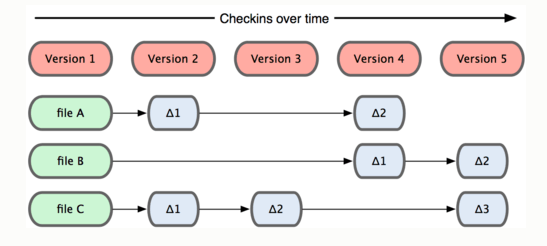 Checkins over time
Version 1 Version 2 Version 3 Version 4 Version 5
file A Δ1 Δ2
file B Δ1 Δ2
file C Δ1 Δ2 Δ3